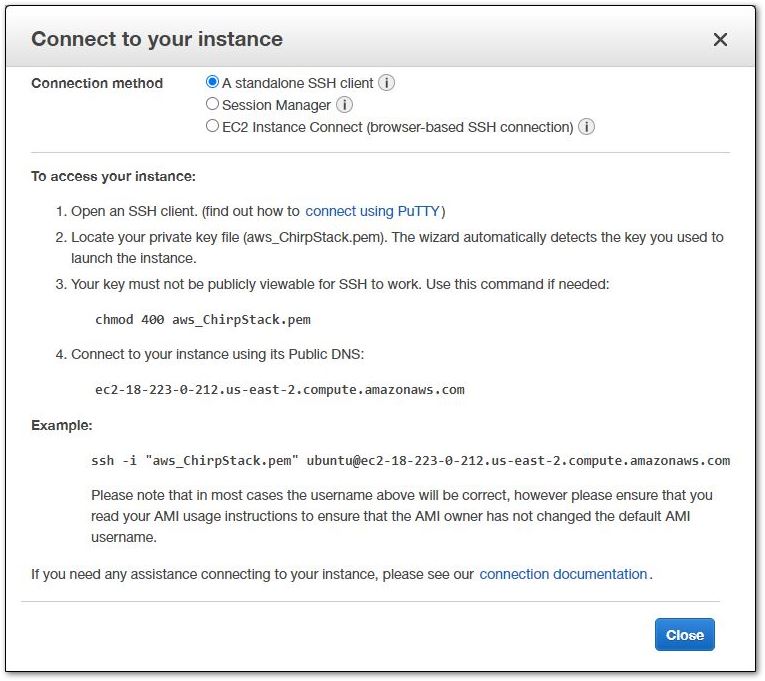 Connect to your instance
Connection method
A standalone SSH client
Session Manager
EC2 Instance Connect (browser-based SSH connection)
To access your instance:
1. Open an SSH client. (find out how to connect using PuTTY)
2. Locate your private key file (aws_ChirpStack.pem). The wizard automatically detects the key you used to
launch the instance.
3. Your key must not be publicly viewable for SSH to work. Use this command if needed:
chmod 400 aws_ChirpStack.pem
4. Connect to your instance using its Public DNS:
ec2-18-223-0-212.us-east-2.compute.amazonaws.com
Example:
ssh -i "aws_ChirpStack.pem" ubuntu@ec2-18-223-0-212.us-east-2.compute.amazonaws.com
Please note that in most cases the username above will be correct, however please ensure that you
read your AMI usage instructions to ensure that the AMI owner has not changed the default AMI
username.
If you need any assistance connecting to your instance, please see our connection documentation.
Close